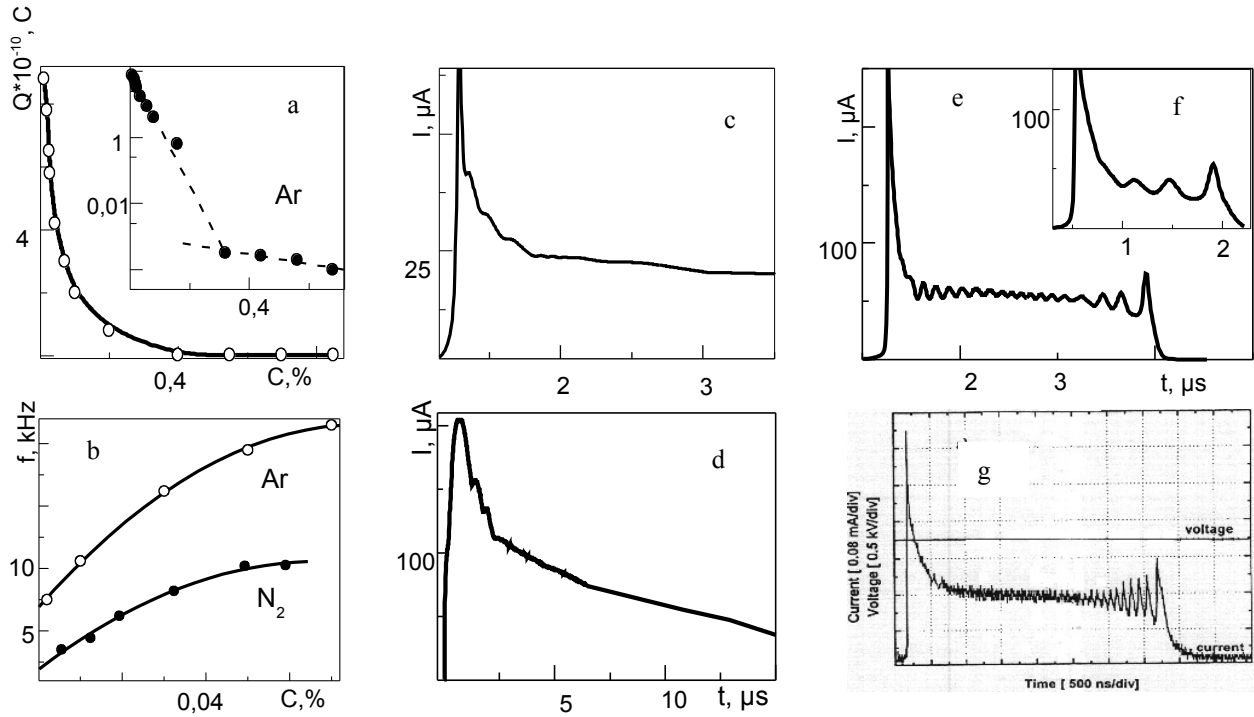 Q*10⁻¹⁰, C
a
1
Ar
0,01
4
0,4
0,4
C,%
I, µA
c
25
2
3
I, µA
e
f
100
1
2
100
2
3
t, µs
f, kHz
b
Ar
10
N₂
5
0,04
C,%
I, µA
d
100
5
10
t, µs
g
voltage
Current [ 0.08 mA/div]
Voltage [ 0.5 kV/div]
current
Time [ 500 ns/div]